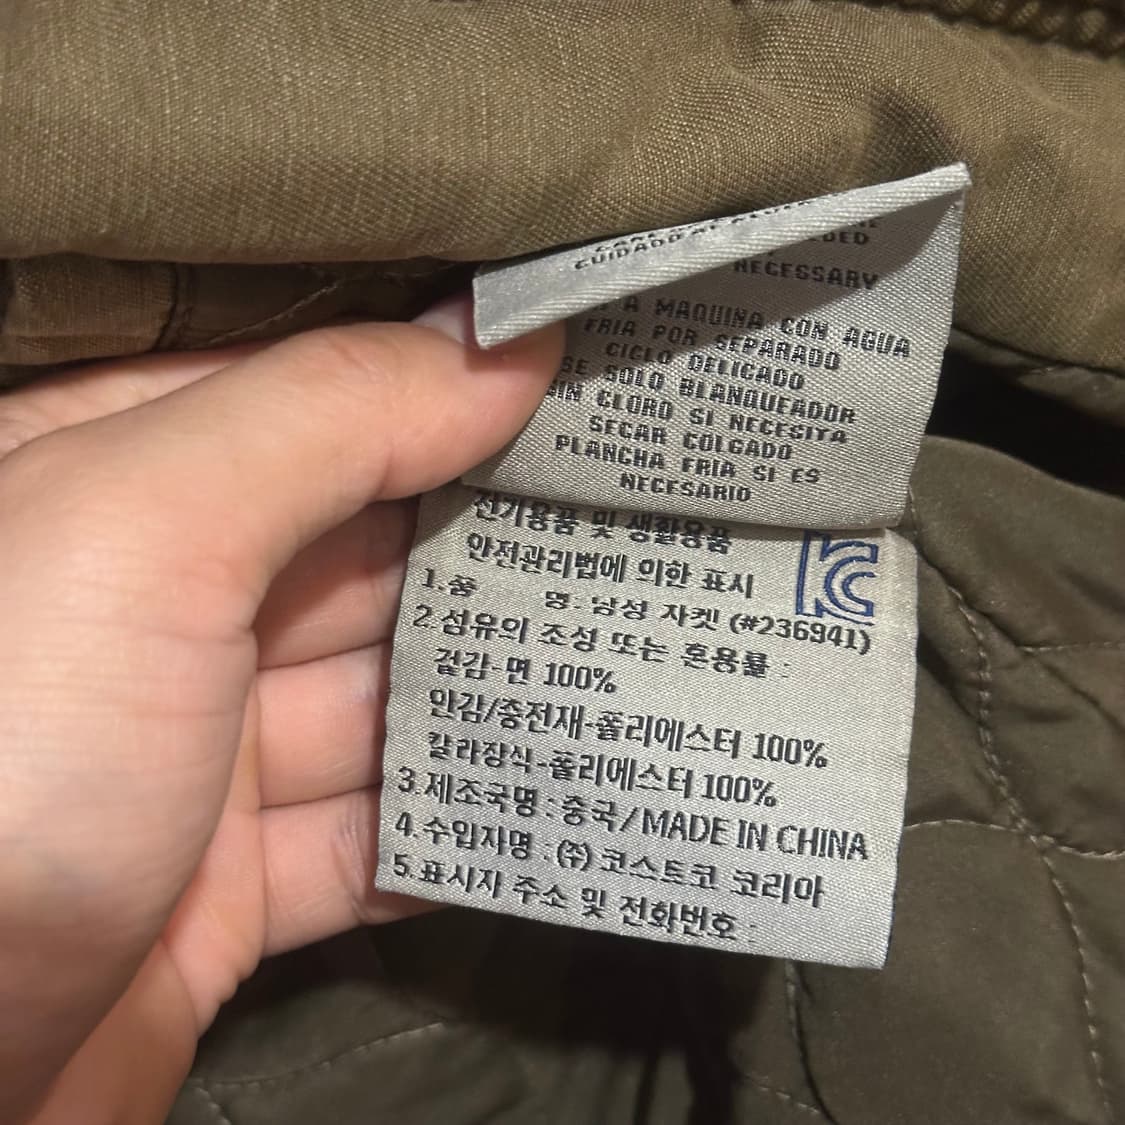 CUIDADO AL
NECESSARY
A MAQUINA CON AGUA
FRIA POR SEPARADO
CICLO DELICADO
SOLO BLANQUEADOR
SIN CLORO SI NECESITA
SECAR COLGADO
PLANCHA FRIA SI ES
NECESARIO
전기용품 및 생활용품
안전관리법에 의한 표시
1.품 명: 남성 자켓 (#236941)
2.섬유의 조성 또는 혼용률 :
겉감-면 100%
안감/충전재-폴리에스터 100%
칼라장식-폴리에스터 100%
3.제조국명 : 중국/MADE IN CHINA
4.수입자명 : (주) 코스트코 코리아
5.표시자 주소 및 전화번호 :